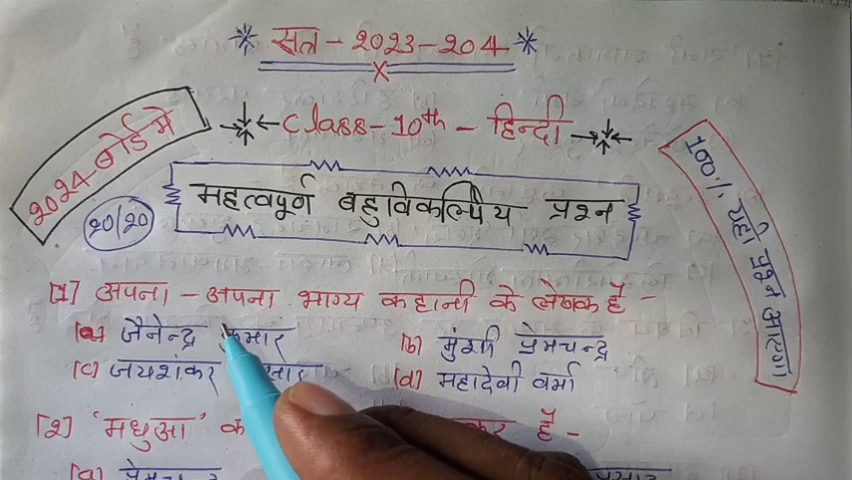 सत्र - 2023-204
2024-बोर्ड में
Class-10th - हिन्दी
100% यही प्रश्न आएगा
20/20
महत्वपूर्ण बहुविकल्पिय प्रश्न
[1] अपना - अपना भाग्य कहानी के लेखक हैं -
(a) जैनेन्द्र कुमार (b) मुंशी प्रेमचन्द्र
(c) जयशंकर (d) महादेवी वर्मा
[2] 'मधुआ' हैं -
(a)